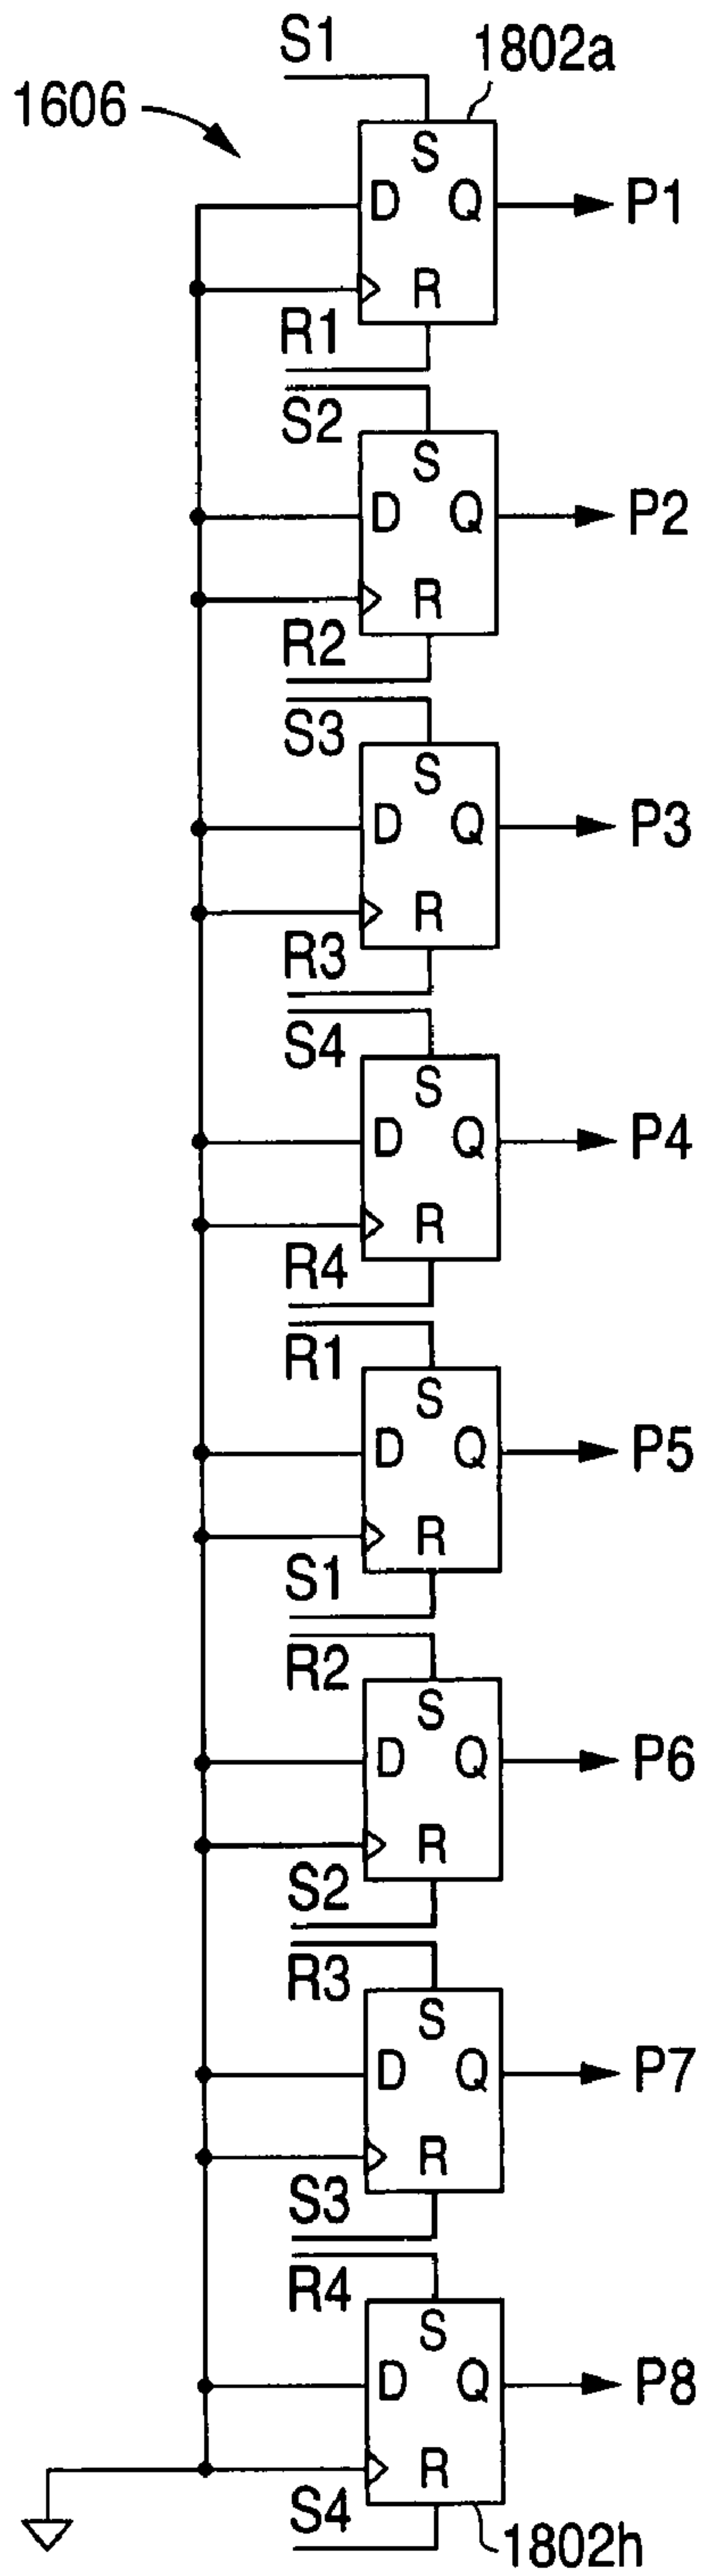 S1
1802a
1606
S
D Q P1
R
R1
S2
S
D Q P2
R
R2
S3
S
D Q P3
R
R3
S4
S
D Q P4
R
R4
R1
S
D Q P5
R
S1
R2
S
D Q P6
R
S2
R3
S
D Q P7
R
S3
R4
S
D Q P8
R
S4
1802h